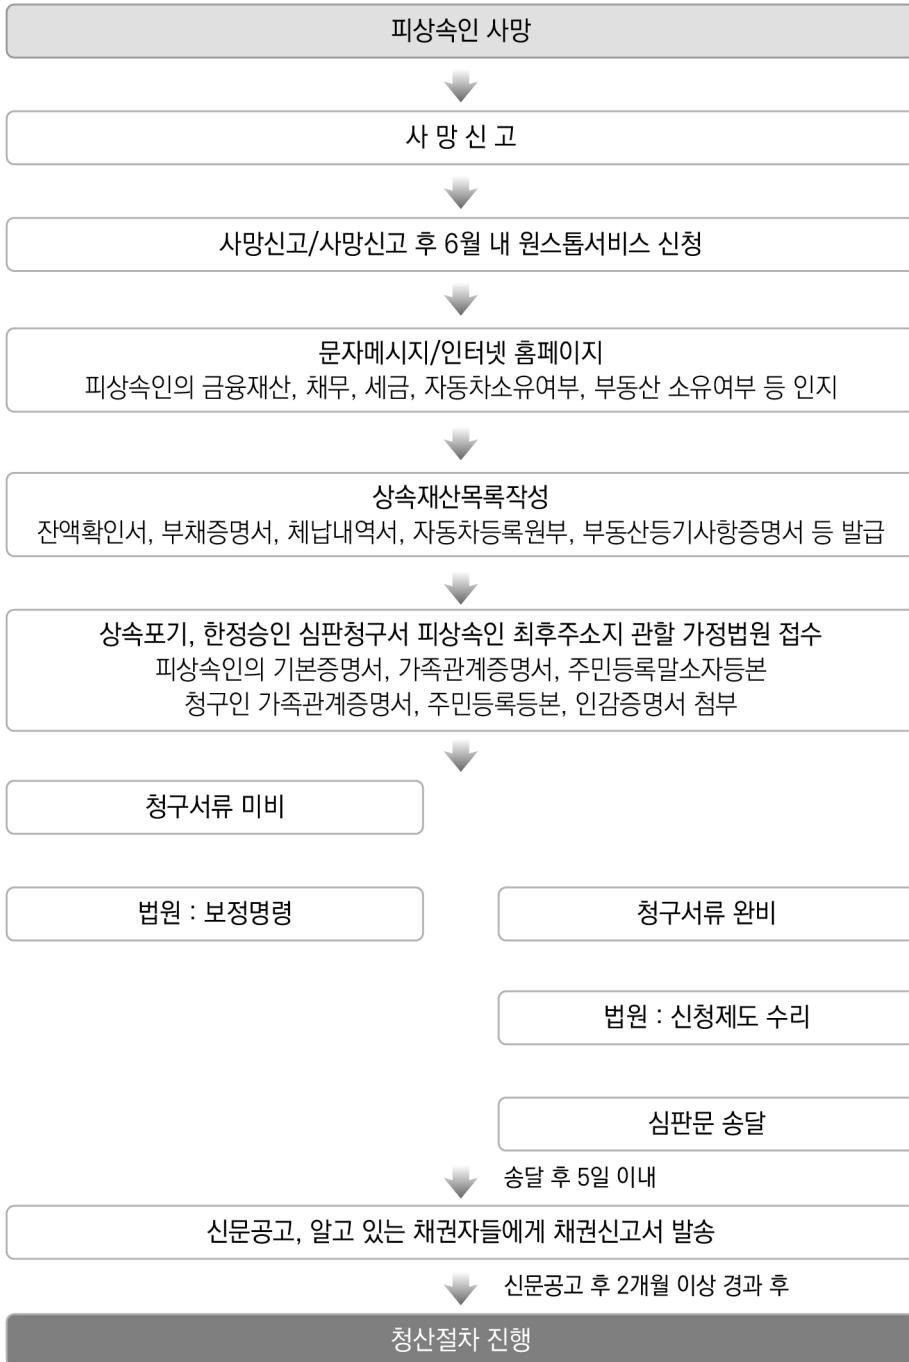 피상속인 사망
사 망 신 고
사망신고/사망신고 후 6월 내 원스톱서비스 신청
문자메시지/인터넷 홈페이지
피상속인의 금융재산, 채무, 세금, 자동차소유여부, 부동산 소유여부 등 인지
상속재산목록작성
잔액확인서, 부채증명서, 체납내역서, 자동차등록원부, 부동산등기사항증명서 등 발급
상속포기, 한정승인 심판청구서 피상속인 최후주소지 관할 가정법원 접수
피상속인의 기본증명서, 가족관계증명서, 주민등록말소자등본
청구인 가족관계증명서, 주민등록등본, 인감증명서 첨부
청구서류 미비
법원 : 보정명령
청구서류 완비
법원 : 신청제도 수리
심판문 송달
송달 후 5일 이내
신문공고, 알고 있는 채권자들에게 채권신고서 발송
신문공고 후 2개월 이상 경과 후
청산절차 진행